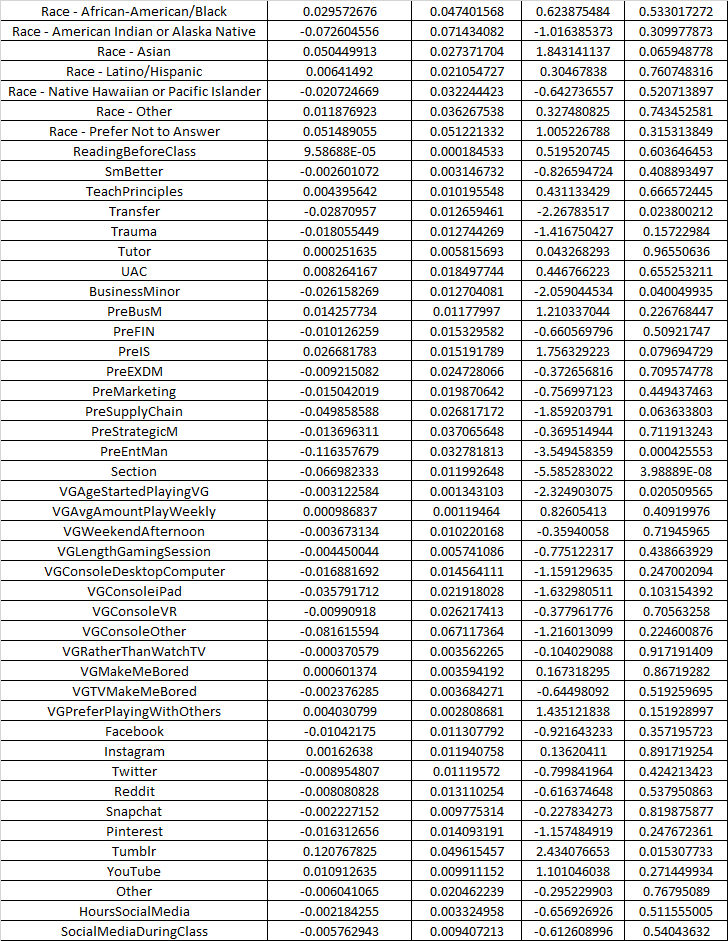 Race - African-American/Black 0.029572676 0.047401568 0.623875484 0.533017272
Race - American Indian or Alaska Native -0.072604556 0.071434082 -1.016385373 0.309977873
Race - Asian 0.050449913 0.027371704 1.843141137 0.065948778
Race - Latino/Hispanic 0.00641492 0.021054727 0.30467838 0.760748316
Race - Native Hawaiian or Pacific Islander -0.020724669 0.032244423 -0.642736557 0.520713897
Race - Other 0.011876923 0.036267538 0.327480825 0.743452581
Race - Prefer Not to Answer 0.051489055 0.051221332 1.005226788 0.315313849
ReadingBeforeClass 9.58688E-05 0.000184533 0.519520745 0.603646453
SmBetter -0.002601072 0.003146732 -0.826594724 0.408893497
TeachPrinciples 0.004395642 0.010195548 0.431133429 0.666572445
Transfer -0.02870957 0.012659461 -2.26783517 0.023800212
Trauma -0.018055449 0.012744269 -1.416750427 0.15722984
Tutor 0.000251635 0.005815693 0.043268293 0.96550636
UAC 0.008264167 0.018497744 0.446766223 0.655253211
BusinessMinor -0.026158269 0.012704081 -2.059044534 0.040049935
PreBusM 0.014257734 0.01177997 1.210337044 0.226768447
PreFIN -0.010126259 0.015329582 -0.660569796 0.50921747
PreIS 0.026681783 0.015191789 1.756329223 0.079694729
PreEXDM -0.009215082 0.024728066 -0.372656816 0.709574778
PreMarketing -0.015042019 0.019870642 -0.756997123 0.449437463
PreSupplyChain -0.049858588 0.026817172 -1.859203791 0.063633803
PreStrategicM -0.013696311 0.037065648 -0.369514944 0.711913243
PreEntMan -0.116357679 0.032781813 -3.549458359 0.000425553
Section -0.066982333 0.011992648 -5.585283022 3.98889E-08
VGAgeStartedPlayingVG -0.003122584 0.001343103 -2.324903075 0.020509565
VGAvgAmountPlayWeekly 0.000986837 0.00119464 0.82605413 0.40919976
VGWeekendAfternoon -0.003673134 0.010220168 -0.35940058 0.71945965
VGLengthGamingSession -0.004450044 0.005741086 -0.775122317 0.438663929
VGConsoleDesktopComputer -0.016881692 0.014564111 -1.159129635 0.247002094
VGConsoleiPad -0.035791712 0.021918028 -1.632980511 0.103154392
VGConsoleVR -0.00990918 0.026217413 -0.377961776 0.70563258
VGConsoleOther -0.081615594 0.067117364 -1.216013099 0.224600876
VGRatherThanWatchTV -0.000370579 0.003562265 -0.104029088 0.917191409
VGMakeMeBored 0.000601374 0.003594192 0.167318295 0.86719282
VGTVMakeMeBored -0.002376285 0.003684271 -0.64498092 0.519259695
VGPreferPlayingWithOthers 0.004030799 0.002808681 1.435121838 0.151928997
Facebook -0.01042175 0.011307792 -0.921643233 0.357195723
Instagram 0.00162638 0.011940758 0.13620411 0.891719254
Twitter -0.008954807 0.01119572 -0.799841964 0.424213423
Reddit -0.008080828 0.013110254 -0.616374648 0.537950863
Snapchat -0.002227152 0.009775314 -0.227834273 0.819875877
Pinterest -0.016312656 0.014093191 -1.157484919 0.247672361
Tumblr 0.120767825 0.049615457 2.434076653 0.015307733
YouTube 0.010912635 0.009911152 1.101046038 0.271449934
Other -0.006041065 0.020462239 -0.295229903 0.76795089
HoursSocialMedia -0.002184255 0.003324958 -0.656926926 0.511555005
SocialMediaDuringClass -0.005762943 0.009407213 -0.612608996 0.54043632